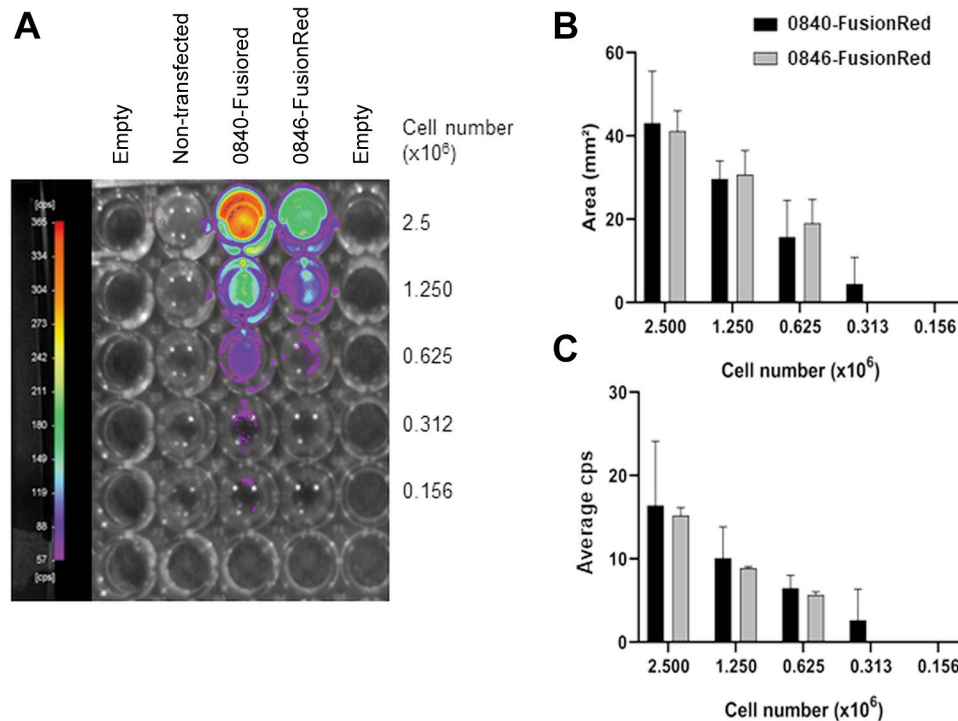 A
Empty
Non-transfected
0840-Fusiored
0846-FusionRed
Empty
Cell number
(x10⁶)
[cps]
365
334
304
273
242
211
180
149
119
88
57
[cps]
2.5
1.250
0.625
0.312
0.156
B
0840-FusionRed
0846-FusionRed
Area (mm²)
60
40
20
0
2.500 1.250 0.625 0.313 0.156
Cell number (x10⁶)
C
Average cps
30
20
10
0
2.500 1.250 0.625 0.313 0.156
Cell number (x10⁶)